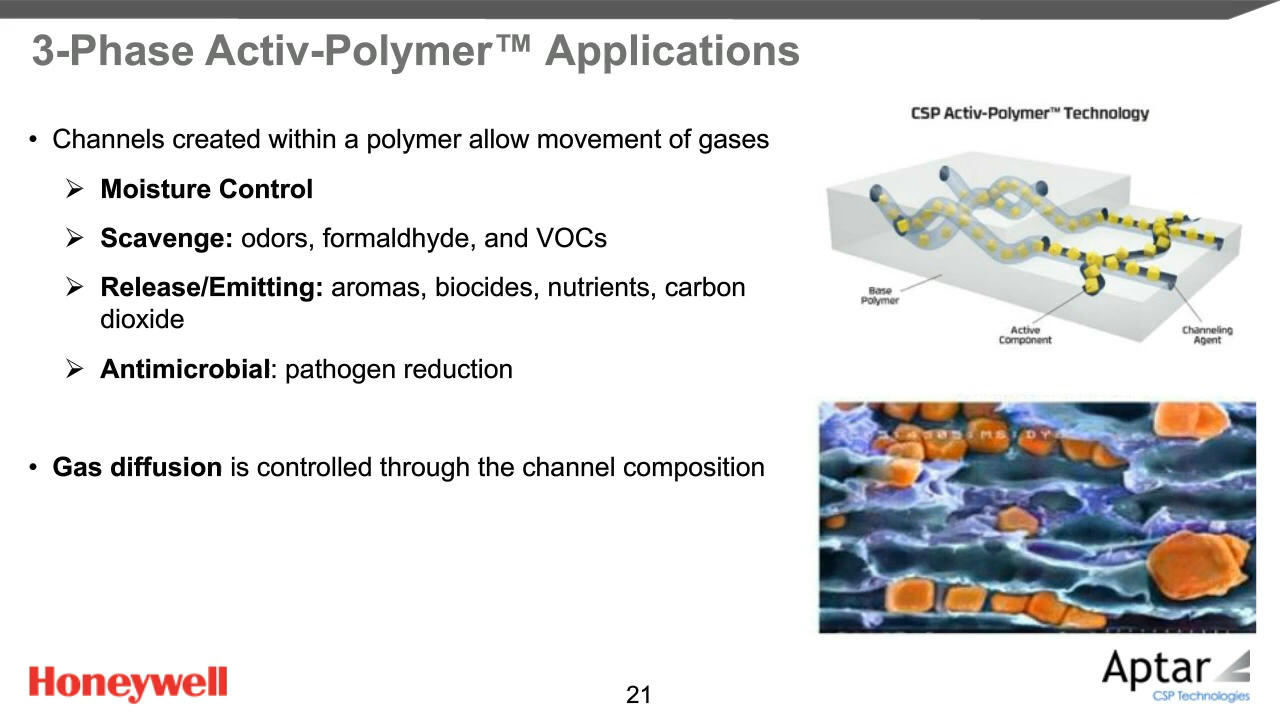 3-Phase Activ-Polymer™ Applications
• Channels created within a polymer allow movement of gases
➢ Moisture Control
➢ Scavenge: odors, formaldhyde, and VOCs
➢ Release/Emitting: aromas, biocides, nutrients, carbon
dioxide
➢ Antimicrobial: pathogen reduction
• Gas diffusion is controlled through the channel composition
CSP Activ-Polymer™ Technology
Base
Polymer
Active
Component
Channeling
Agent
Honeywell
21
Aptar
CSP Technologies